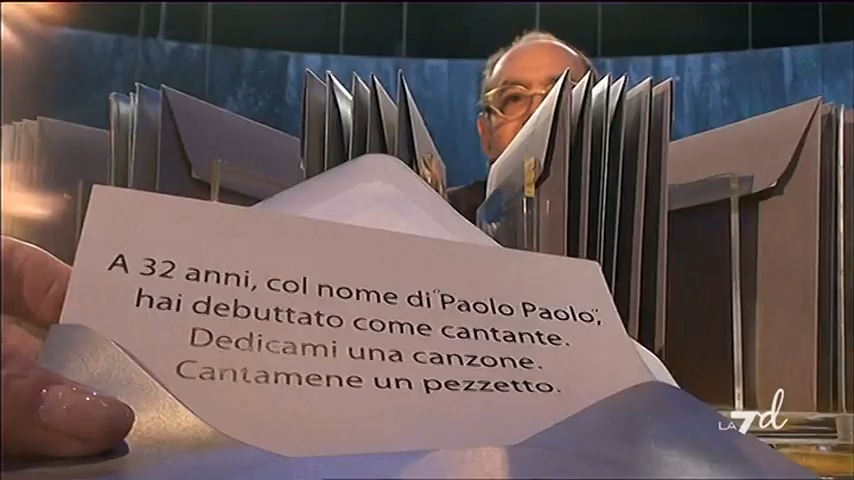 A 32 anni, col nome di "Paolo Paolo",
hai debuttato come cantante.
Dedicami una canzone.
Cantamene un pezzetto.
LA7d